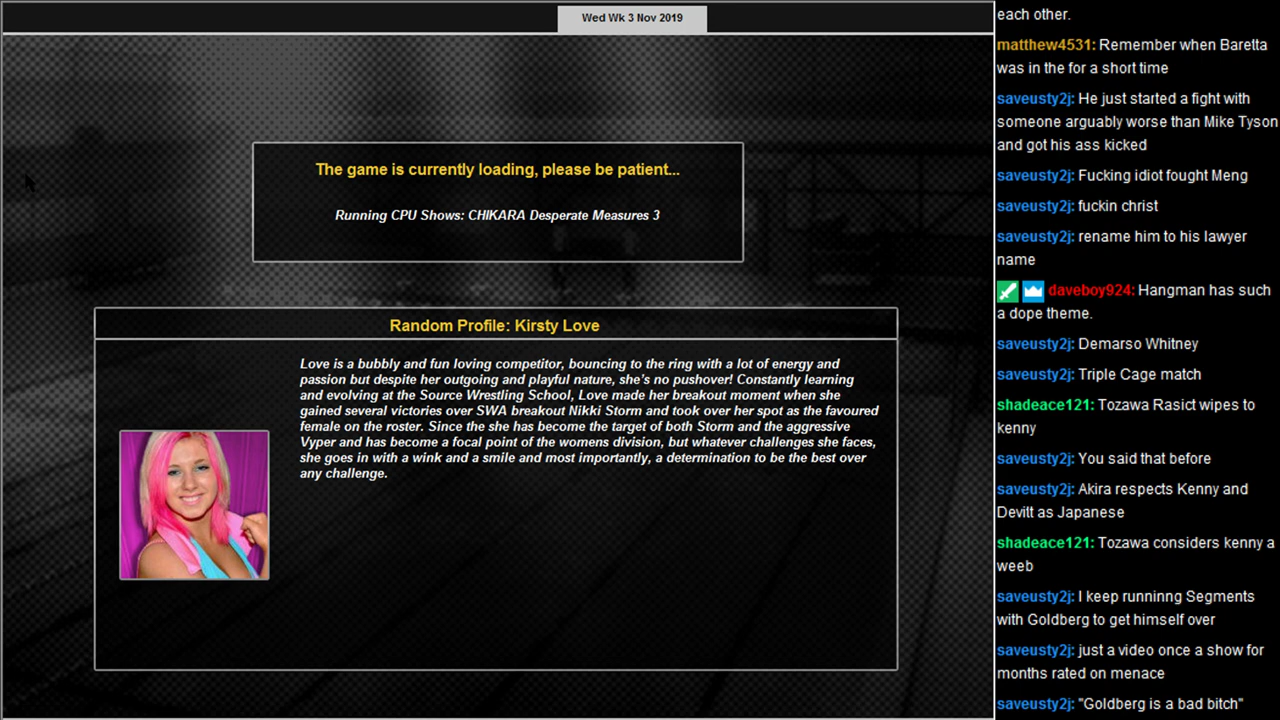 Wed Wk 3 Nov 2019
The game is currently loading, please be patient...
Running CPU Shows: CHIKARA Desperate Measures 3
Random Profile: Kirsty Love
Love is a bubbly and fun loving competitor, bouncing to the ring with a lot of energy and
passion but despite her outgoing and playful nature, she's no pushover! Constantly learning
and evolving at the Source Wrestling School, Love made her breakout moment when she
gained several victories over SWA breakout Nikki Storm and took over her spot as the favoured
female on the roster. Since the she has become the target of both Storm and the aggressive
Vyper and has become a focal point of the womens division, but whatever challenges she faces,
she goes in with a wink and a smile and most importantly, a determination to be the best over
any challenge.
each other.
matthew4531: Remember when Baretta
was in the for a short time
saveusty2j: He just started a fight with
someone arguably worse than Mike Tyson
and got his ass kicked
saveusty2j: Fucking idiot fought Meng
saveusty2j: fuckin christ
saveusty2j: rename him to his lawyer
name
daveboy924: Hangman has such
a dope theme.
saveusty2j: Demarso Whitney
saveusty2j: Triple Cage match
shadeace121: Tozawa Rasict wipes to
kenny
saveusty2j: You said that before
saveusty2j: Akira respects Kenny and
Devitt as Japanese
shadeace121: Tozawa considers kenny a
weeb
saveusty2j: I keep runninng Segments
with Goldberg to get himself over
saveusty2j: just a video once a show for
months rated on menace
saveusty2j: "Goldberg is a bad bitch"